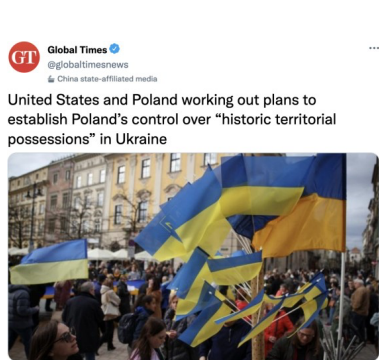 GT
Global Times
@globaltimesnews
China state-affiliated media
United States and Poland working out plans to
establish Poland's control over “historic territorial
possessions” in Ukraine